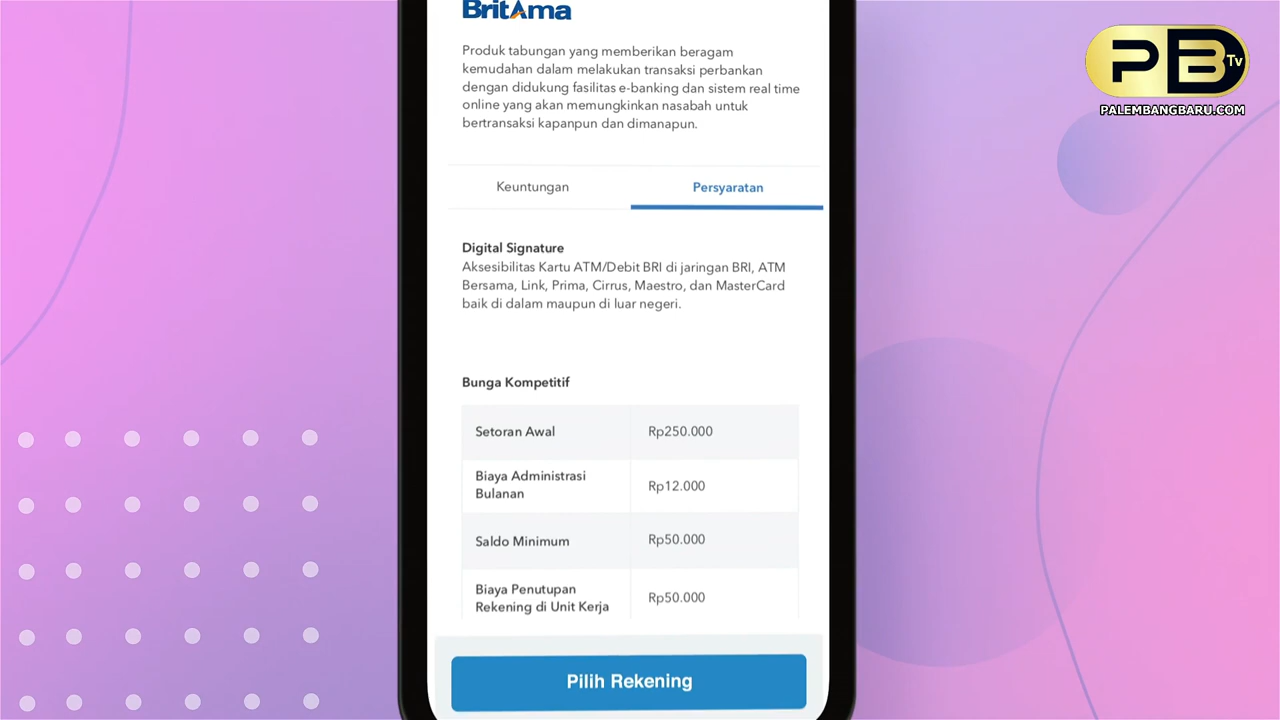 BritAma
Produk tabungan yang memberikan beragam
kemudahan dalam melakukan transaksi perbankan
dengan didukung fasilitas e-banking dan sistem real time
online yang akan memungkinkan nasabah untuk
bertransaksi kapanpun dan dimanapun.
Keuntungan
Persyaratan
Digital Signature
Aksesibilitas Kartu ATM/Debit BRI di jaringan BRI, ATM
Bersama, Link, Prima, Cirrus, Maestro, dan MasterCard
baik di dalam maupun di luar negeri.
Bunga Kompetitif
Setoran Awal Rp250.000
Biaya Administrasi
Bulanan Rp12.000
Saldo Minimum Rp50.000
Biaya Penutupan
Rekening di Unit Kerja Rp50.000
Pilih Rekening
PB Tv
PALEMBANGBARU.COM